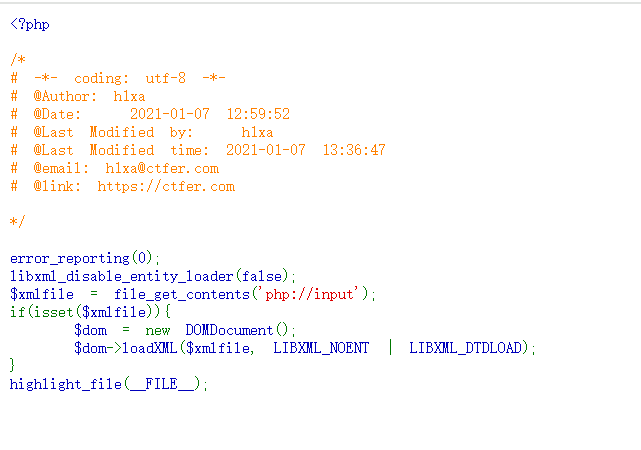 <?php
/*
# -*- coding: utf-8 -*-
# @Author: h1xa
# @Date: 2021-01-07 12:59:52
# @Last Modified by: h1xa
# @Last Modified time: 2021-01-07 13:36:47
# @email: h1xa@ctfer.com
# @link: https://ctfer.com
*/
error_reporting(0);
libxml_disable_entity_loader(false);
$xmlfile = file_get_contents('php://input');
if(isset($xmlfile)){
$dom = new DOMDocument();
$dom->loadXML($xmlfile, LIBXML_NOENT | LIBXML_DTDLOAD);
}
highlight_file(__FILE__);